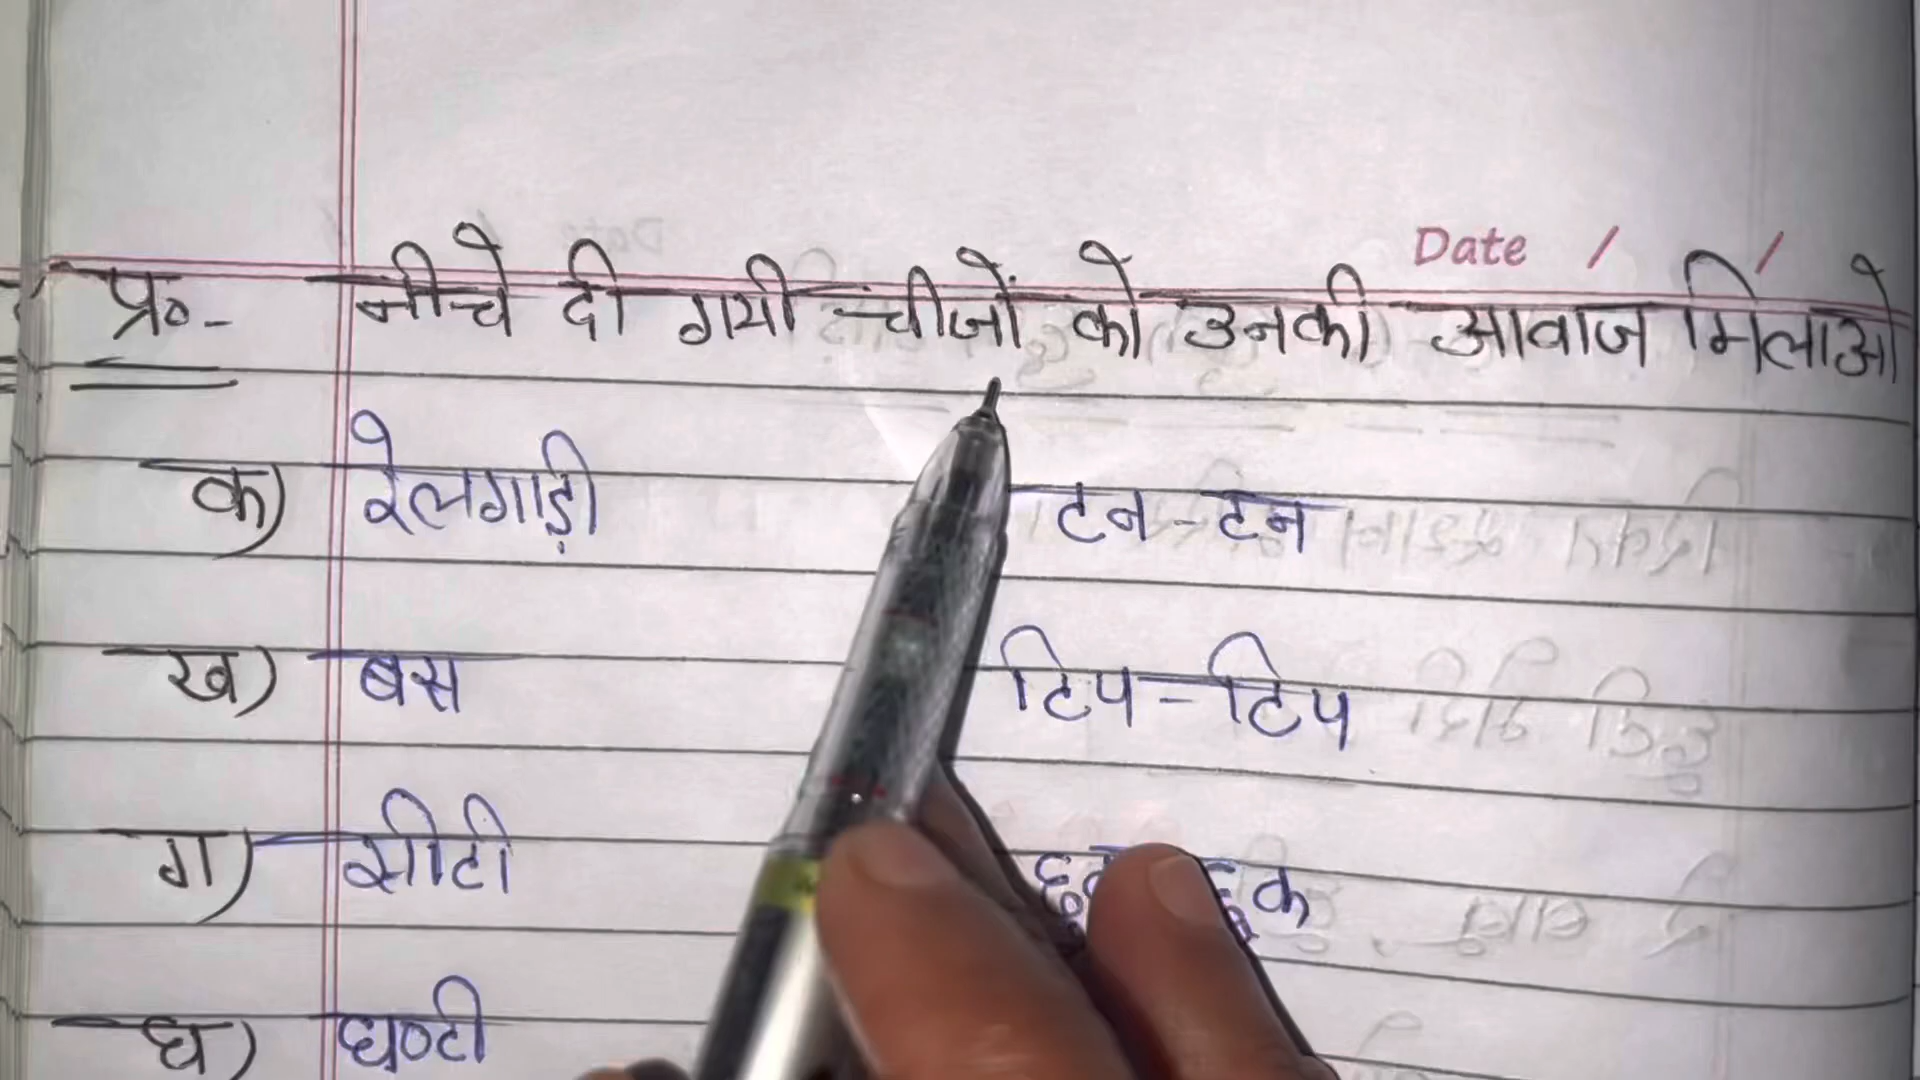 Date / /
प्र०- नीचे दी गयी चीजों को उनकी आवाज मिलाओ
क) रेलगाड़ी टन-टन
ख) बस टिप-टिप
ग) सीटी
घ) घण्टी